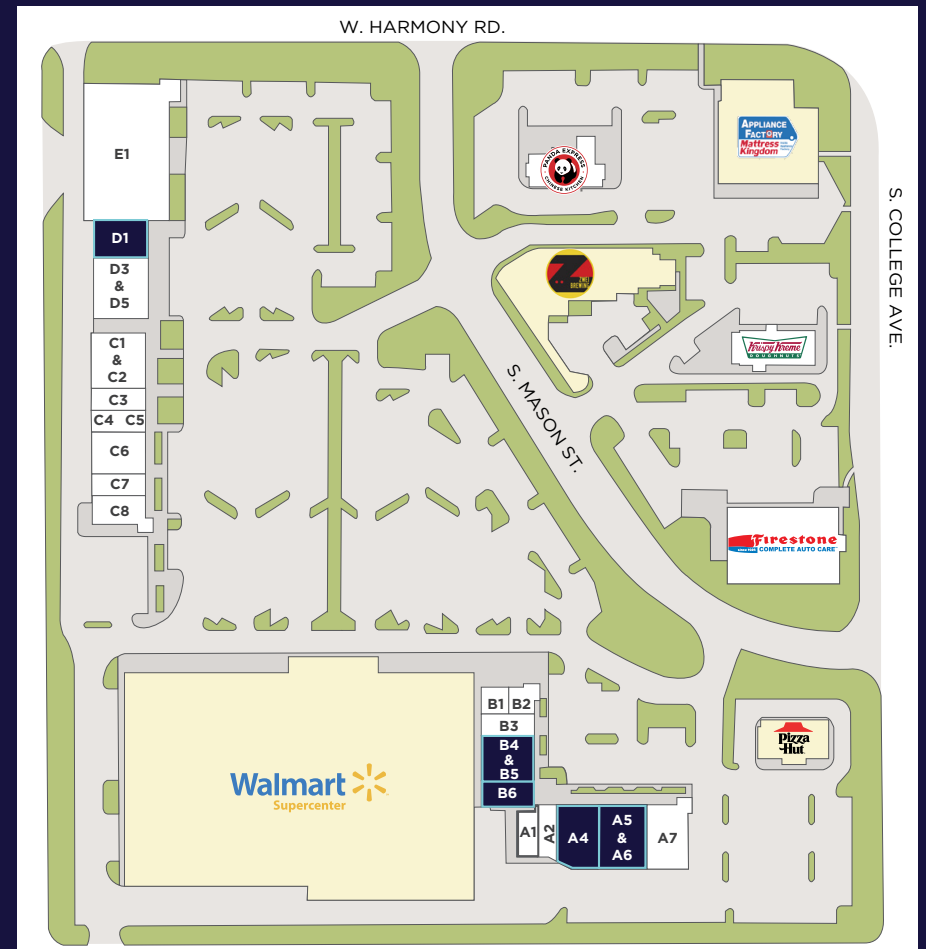 W. HARMONY RD.
S. COLLEGE AVE.
E1
PANDA EXPRESS
CHINESE KITCHEN
APPLIANCE
FACTORY
Mattress
Kingdom
D1
D3
&
D5
Z
ZWEI
BREWING
C1
&
C2
C3
C4 C5
C6
C7
C8
Krispy Kreme
DOUGHNUTS
S. MASON ST.
Firestone
COMPLETE AUTO CARE
Walmart
Supercenter
B1 B2
B3
B4
&
B5
B6
A1
A2
A4
A5
&
A6
A7
Pizza
Hut